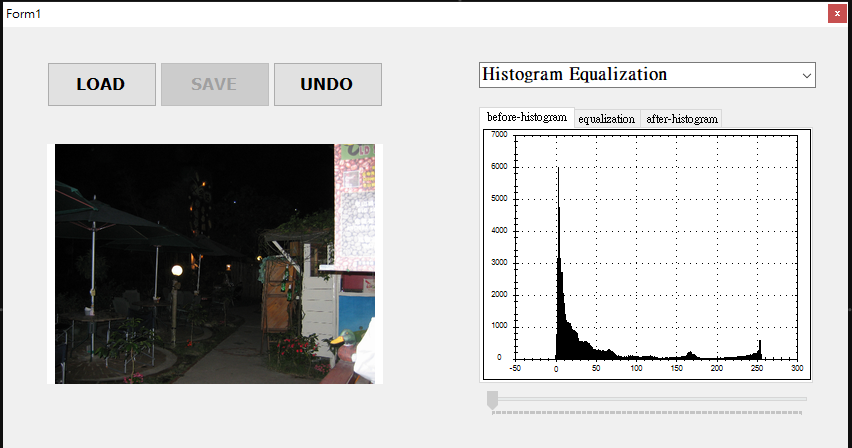 Form1
x
LOAD
SAVE
UNDO
Histogram Equalization
before-histogram
equalization
after-histogram
7000
6000
5000
4000
3000
2000
1000
0
-50
0
50
100
150
200
250
300